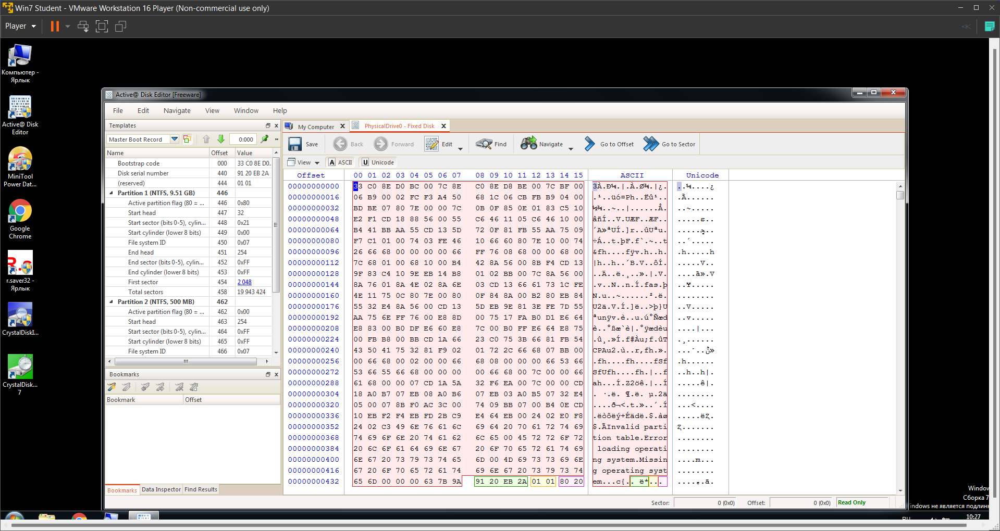 Win7 Student - VMware Workstation 16 Player (Non-commercial use only)
Player
Компьютер -
Ярлык
Active@ Disk
Editor
MiniTool
Power Dat...
Google
Chrome
r.saver32 -
Ярлык
CrystalDiskI...
CrystalDisk...
7
Active@ Disk Editor [Freeware]
File Edit Navigate View Window Help
Templates
Master Boot Record 0:000 »
Name Offset Value
Bootstrap code 000 33 C0 8E D0.
Disk serial number 440 91 20 EB 2A
(reserved) 444 01 01
Partition 1 (NTFS, 9.51 GB) 446
Active partition flag (80 = ... 446 0x80
Start head 447 32
Start sector (bits 0-5), cylin... 448 0x21
Start cylinder (lower 8 bits) 449 0x00
File system ID 450 0x07
End head 451 254
End sector (bits 0-5), cylin... 452 0xFF
End cylinder (lower 8 bits) 453 0xFF
First sector 454 2 048
Total sectors 458 19 943 424
Partition 2 (NTFS, 500 MB) 462
Active partition flag (80 = ... 462 0x00
Start head 463 254
Start sector (bits 0-5), cylin... 464 0xFF
Start cylinder (lower 8 bits) 465 0xFF
File system ID 466 0x07
Bookmarks
Bookmark Offset
Bookmarks Data Inspector Find Results
My Computer PhysicalDrive0 - Fixed Disk
Save Back Forward Edit Find Navigate Go to Offset Go to Sector
View A ASCII U Unicode
Offset 00 01 02 03 04 05 06 07 08 09 10 11 12 13 14 15 ASCII Unicode
00000000000 33 C0 8E D0 BC 00 7C 8E C0 8E D8 BE 00 7C BF 00 3À.Ð¼.|.À.Ø¾.|¿.
00000000016 06 B9 00 02 FC F3 A4 50 68 1C 06 CB FB B9 04 00 .¹..üó¤Ph..Ëû¹..
00000000032 BD BE 07 80 7E 00 00 7C 0B 0F 85 0E 01 83 C5 10 ½¾..~..|......Å.
00000000048 E2 F1 CD 18 88 56 00 55 C6 46 11 05 C6 46 10 00 âñÍ..V.UÆF..ÆF..
00000000064 B4 41 BB AA 55 CD 13 5D 72 0F 81 FB 55 AA 75 09 ´A»ªUÍ.]r..ûUªu.
00000000080 F7 C1 01 00 74 03 FE 46 10 66 60 80 7E 10 00 74 ÷Á..t.þF.f`.~..t
00000000096 26 66 68 00 00 00 00 66 FF 76 08 68 00 00 68 00 &fh....fÿv.h..h.
00000000112 7C 68 01 00 68 10 00 B4 42 8A 56 00 8B F4 CD 13 |h..h..´B.V..ôÍ.
00000000128 9F 83 C4 10 9E EB 14 B8 01 02 BB 00 7C 8A 56 00 ..Ä..ë.¸..».|.V.
00000000144 8A 76 01 8A 4E 02 8A 6E 03 CD 13 66 61 73 1C FE .v..N..n.Í.fas.þ
00000000160 4E 11 75 0C 80 7E 00 80 0F 84 8A 00 B2 80 EB 84 N.u..~......².ë.
00000000176 55 32 E4 8A 56 00 CD 13 5D EB 9E 81 3E FE 7D 55 U2ä.V.Í.]ë..>þ}U
00000000192 AA 75 6E FF 76 00 E8 8D 00 75 17 FA B0 D1 E6 64 ªunÿv.è..u.ú°Ñæd
00000000208 E8 83 00 B0 DF E6 60 E8 7C 00 B0 FF E6 64 E8 75 è..°ßæ`è|.°ÿædèu
00000000224 00 FB B8 00 BB CD 1A 66 23 C0 75 3B 66 81 FB 54 .û¸.»Í.f#Àu;f.ûT
00000000240 43 50 41 75 32 81 F9 02 01 72 2C 66 68 07 BB 00 CPAu2.ù..r,fh.».
00000000256 00 66 68 00 02 00 00 66 68 08 00 00 00 66 53 66 .fh....fh....fSf
00000000272 53 66 55 66 68 00 00 00 00 66 68 00 7C 00 00 66 SfUfh....fh.|..f
00000000288 61 68 00 00 07 CD 1A 5A 32 F6 EA 00 7C 00 00 CD ah...Í.Z2öê.|..Í
00000000304 18 A0 B7 07 EB 08 A0 B6 07 EB 03 A0 B5 07 32 E4 . ·.ë. ¶.ë. µ.2ä
00000000320 05 00 07 8B F0 AC 3C 00 74 09 BB 07 00 B4 0E CD ....ð¬<.t.»..´.Í
00000000336 10 EB F2 F4 EB FD 2B C9 E4 64 EB 00 24 02 E0 F8 .ëòôëý+Éädë.$.àø
00000000352 24 02 C3 49 6E 76 61 6C 69 64 20 70 61 72 74 69 $.ÃInvalid parti
00000000368 74 69 6F 6E 20 74 61 62 6C 65 00 45 72 72 6F 72 tion table.Error
00000000384 20 6C 6F 61 64 69 6E 67 20 6F 70 65 72 61 74 69 loading operati
00000000400 6E 67 20 73 79 73 74 65 6D 00 4D 69 73 73 69 6E ng system.Missin
00000000416 67 20 6F 70 65 72 61 74 69 6E 67 20 73 79 73 74 g operating syst
00000000432 65 6D 00 00 00 63 7B 9A 91 20 EB 2A 01 01 80 20 em...c{.. ë*...
Sector: 0 (0x0) Offset: 0 (0x0) Read Only
Window
Сборка 7
indows не является подлин
10:27